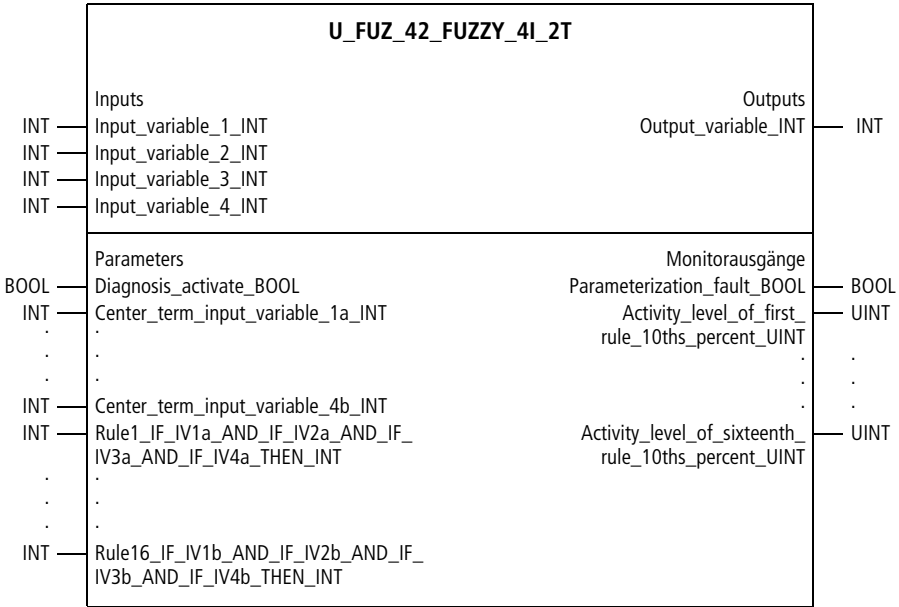 U_FUZ_42_FUZZY_4I_2T
Inputs Outputs
INT Input_variable_1_INT Output_variable_INT INT
INT Input_variable_2_INT
INT Input_variable_3_INT
INT Input_variable_4_INT
Parameters Monitorausgänge
BOOL Diagnosis_activate_BOOL Parameterization_fault_BOOL BOOL
INT Center_term_input_variable_1a_INT Activity_level_of_first_ UINT
. . rule_10ths_percent_UINT
. . . .
. . . .
INT Center_term_input_variable_4b_INT . .
INT Rule1_IF_IV1a_AND_IF_IV2a_AND_IF_ Activity_level_of_sixteenth_ UINT
IV3a_AND_IF_IV4a_THEN_INT rule_10ths_percent_UINT
. .
. .
. .
INT Rule16_IF_IV1b_AND_IF_IV2b_AND_IF_
IV3b_AND_IF_IV4b_THEN_INT